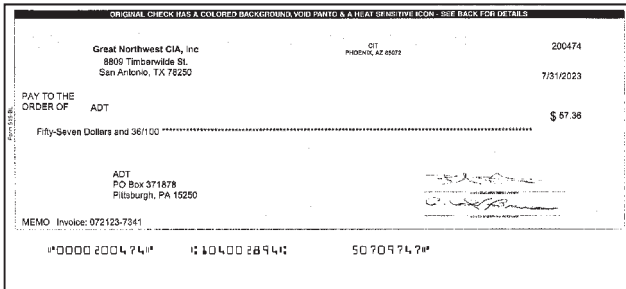 ORIGINAL CHECK HAS A COLORED BACKGROUND, VOID PANTO & A HEAT SENSITIVE ICON - SEE BACK FOR DETAILS
Great Northwest CIA, Inc
8809 Timberwilde St.
San Antonio, TX 78250
CIT
PHOENIX, AZ 85072
200474
7/31/2023
PAY TO THE
ORDER OF ADT
$ 57.36
Fifty-Seven Dollars and 36/100
ADT
PO Box 371878
Pittsburgh, PA 15250
MEMO Invoice: 072123-7341
⑈0000200474⑈ ⑆104002894⑆ 50709747⑈